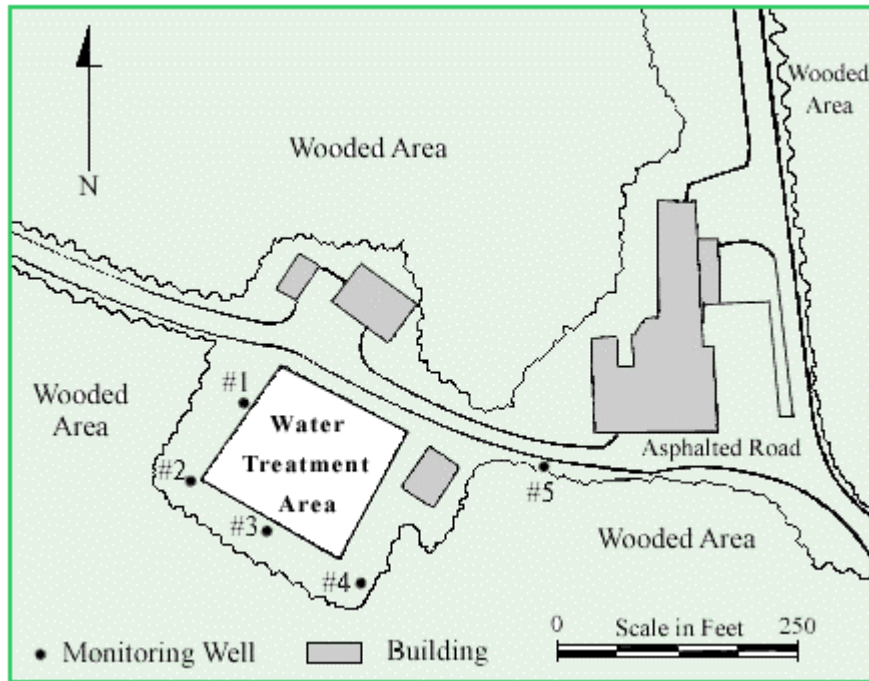 Wooded
Area
Wooded Area
N
#1
Wooded
Area
Water
Treatment
Area
#2
#3
#4
#5
Asphalted Road
Wooded Area
0 Scale in Feet 250
Monitoring Well
Building